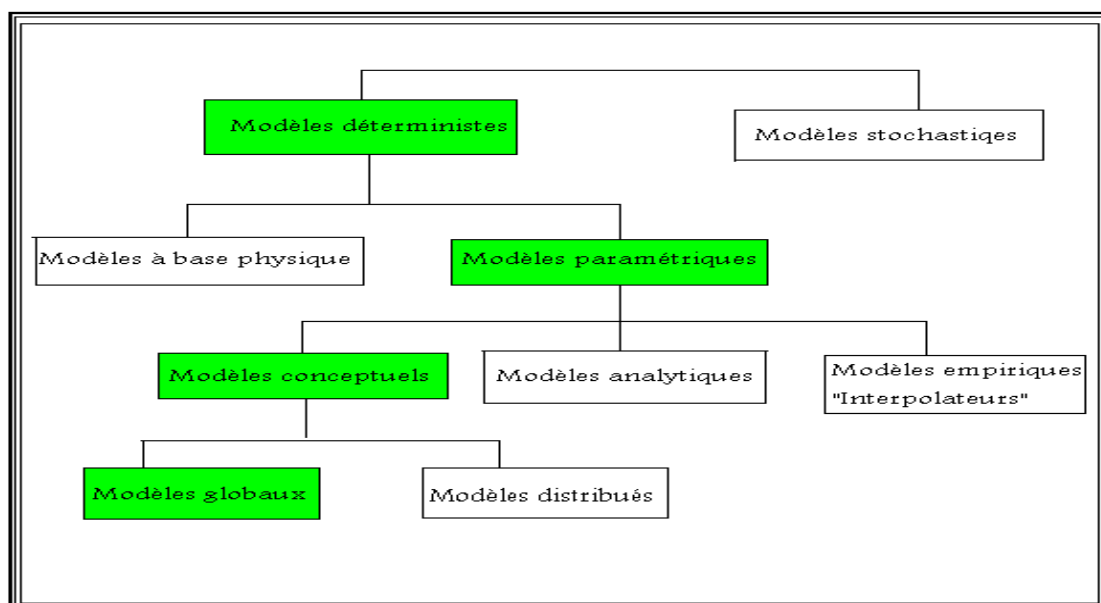 Modèles déterministes
Modèles stochastiqes
Modèles à base physique
Modèles paramétriques
Modèles conceptuels
Modèles analytiques
Modèles empiriques
"Interpolateurs"
Modèles globaux
Modèles distribués